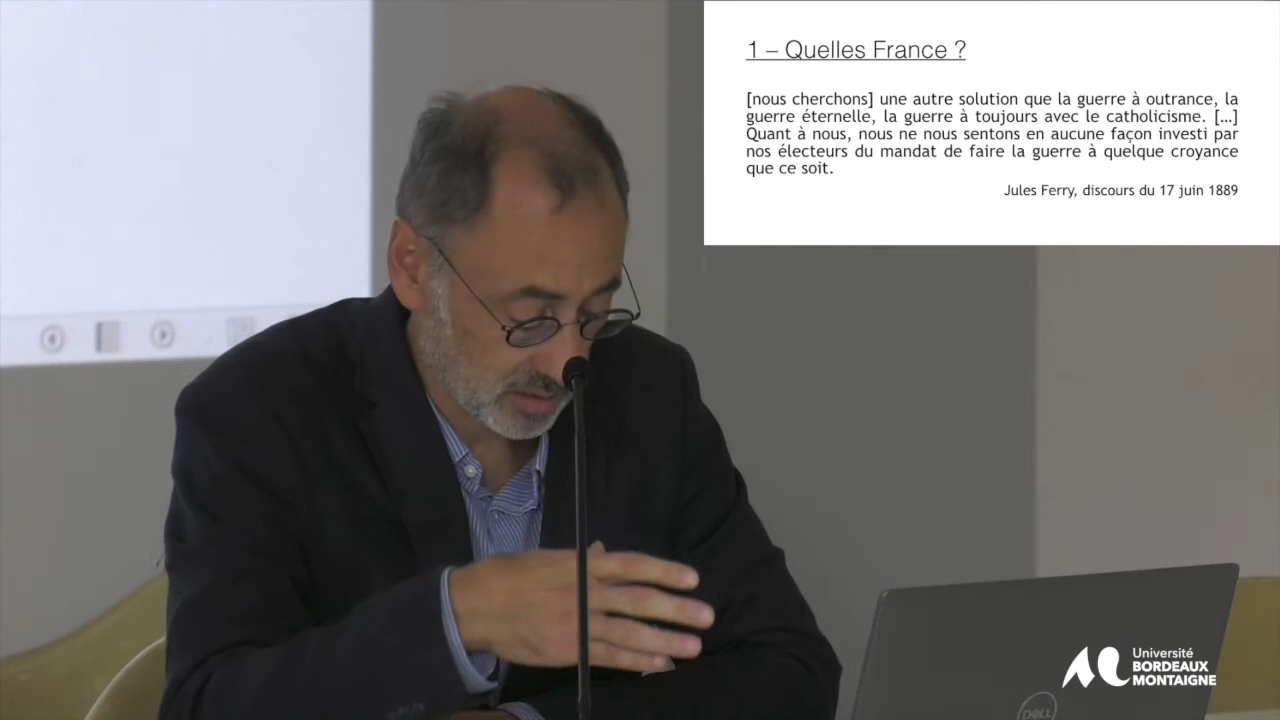 1 – Quelles France ?
[nous cherchons] une autre solution que la guerre à outrance, la
guerre éternelle, la guerre à toujours avec le catholicisme. […]
Quant à nous, nous ne nous sentons en aucune façon investi par
nos électeurs du mandat de faire la guerre à quelque croyance
que ce soit.
Jules Ferry, discours du 17 juin 1889
Université
BORDEAUX
MONTAIGNE
DELL